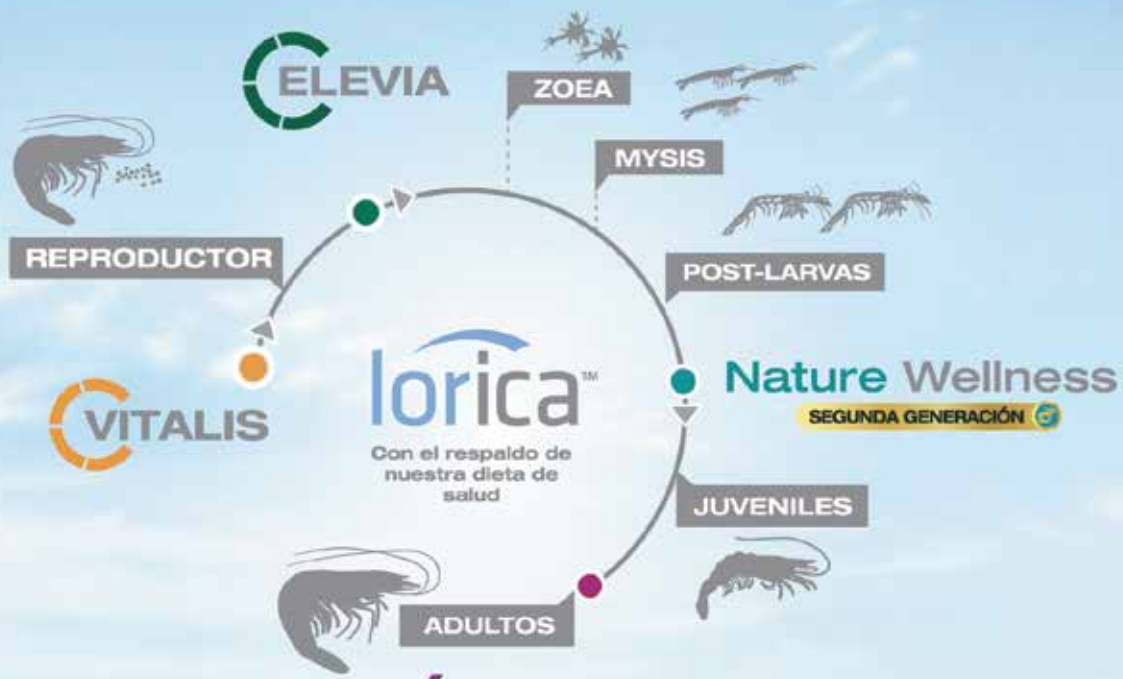 ELEVIA
ZOEA
MYSIS
REPRODUCTOR
POST-LARVAS
lorica™
Con el respaldo de
nuestra dieta de
salud
Nature Wellness
SEGUNDA GENERACIÓN
VITALIS
JUVENILES
ADULTOS